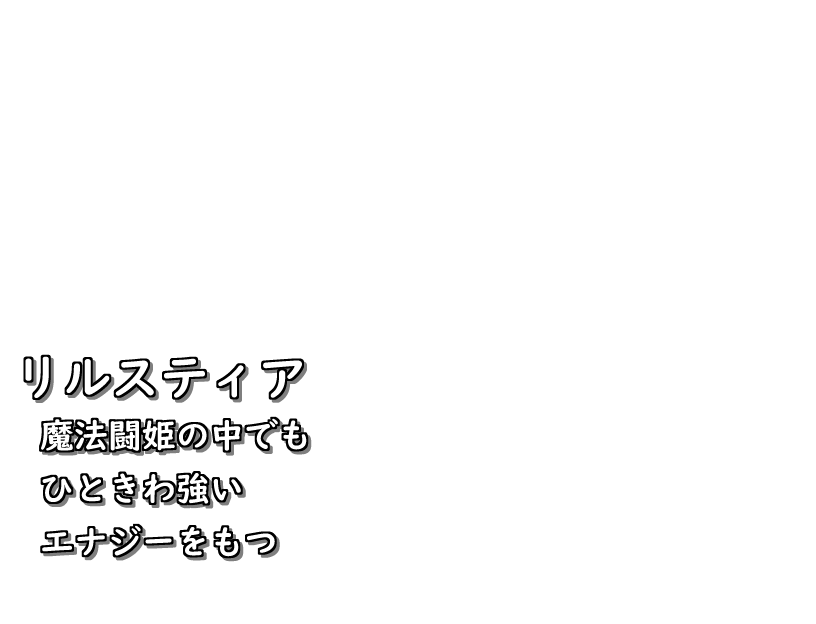 リルスティア
魔法闘姫の中でも
ひときわ強い
エナジーをもつ